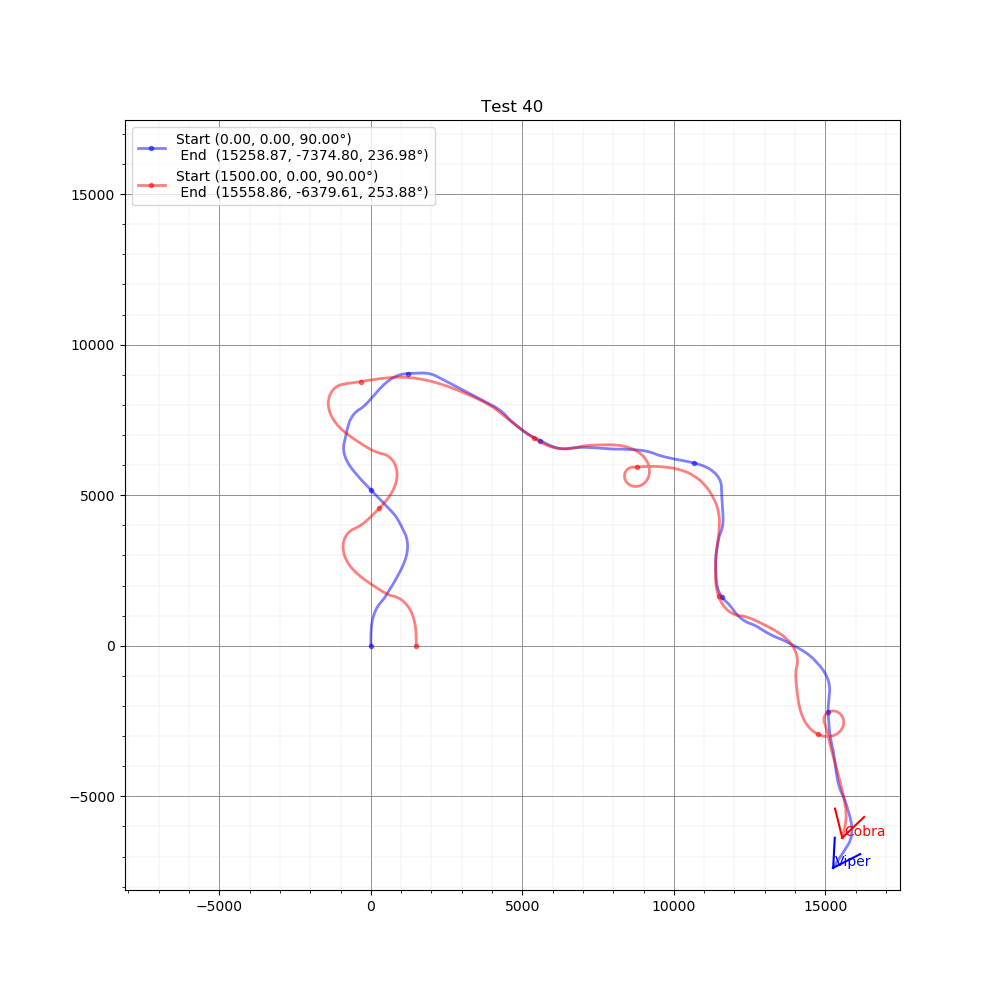 Test 40
Start (0.00, 0.00, 90.00°)
End  (15258.87, -7374.80, 236.98°)
Start (1500.00, 0.00, 90.00°)
End  (15558.86, -6379.61, 253.88°)
15000
10000
5000
0
−5000
Cobra
Viper
−5000
0
5000
10000
15000